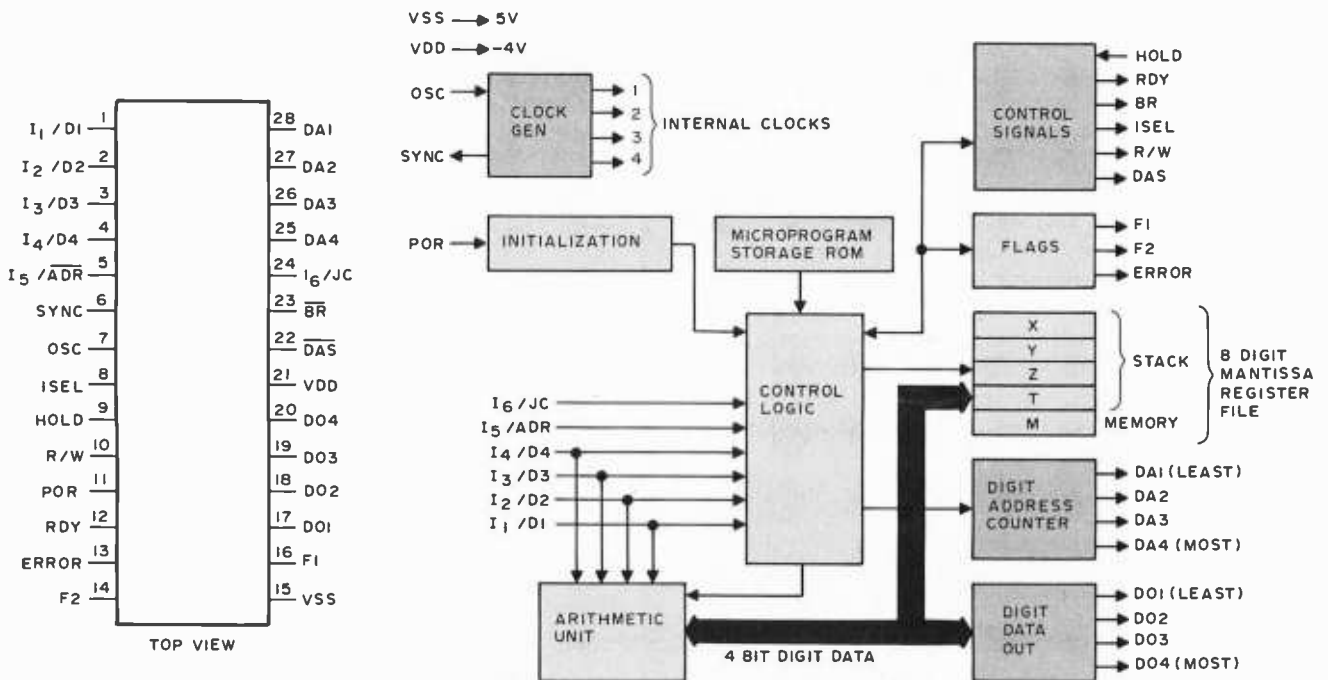 I1/D1 1
I2/D2 2
I3/D3 3
I4/D4 4
I5/A̅D̅R̅ 5
SYNC 6
OSC 7
ISEL 8
HOLD 9
R/W 10
POR 11
RDY 12
ERROR 13
F2 14
28 DA1
27 DA2
26 DA3
25 DA4
24 I6/JC
23 B̅R̅
22 D̅A̅S̅
21 VDD
20 DO4
19 DO3
18 DO2
17 DO1
16 F1
15 VSS
TOP VIEW
VSS 5V
VDD -4V
OSC
SYNC
CLOCK
GEN
1
2
3
4
INTERNAL CLOCKS
POR
INITIALIZATION
MICROPROGRAM
STORAGE ROM
CONTROL
LOGIC
I6/JC
I5/ADR
I4/D4
I3/D3
I2/D2
I1/D1
ARITHMETIC
UNIT
4 BIT DIGIT DATA
CONTROL
SIGNALS
HOLD
RDY
BR
ISEL
R/W
DAS
FLAGS
F1
F2
ERROR
X
Y
Z
T
M
STACK
MEMORY
8 DIGIT
MANTISSA
REGISTER
FILE
DIGIT
ADDRESS
COUNTER
DA1 (LEAST)
DA2
DA3
DA4 (MOST)
DIGIT
DATA
OUT
DO1 (LEAST)
DO2
DO3
DO4 (MOST)